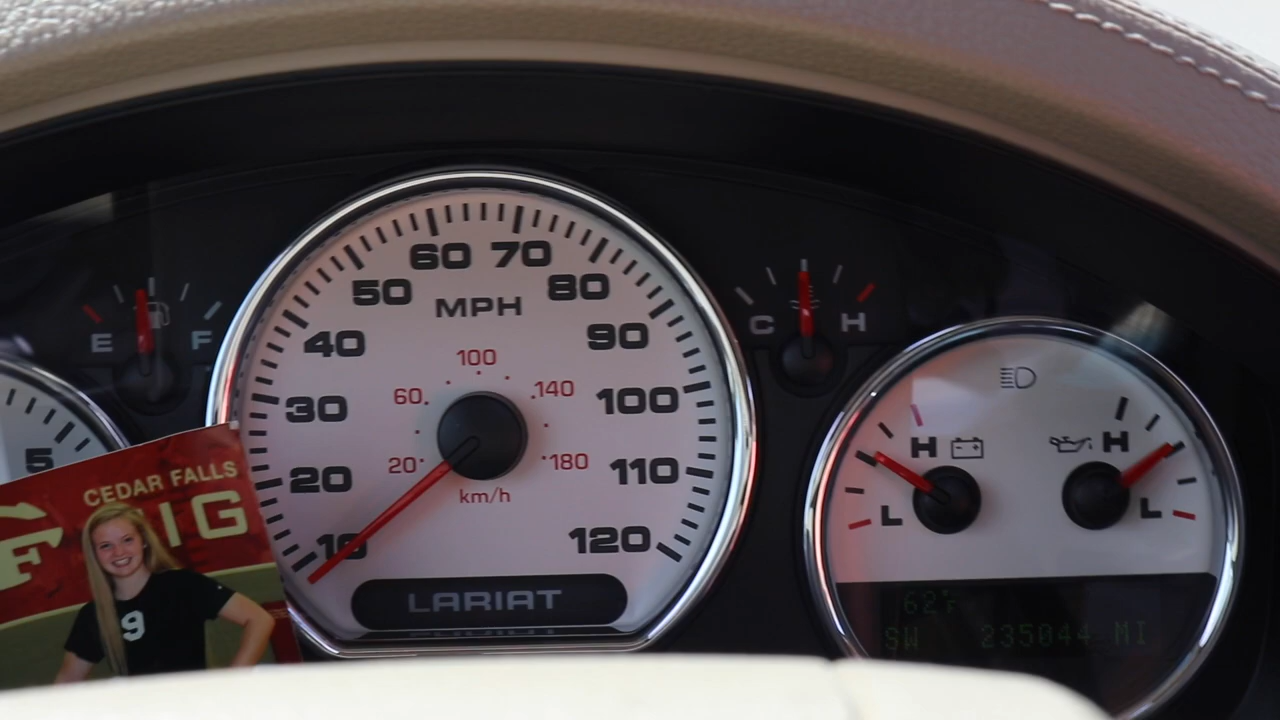 E F
60 70
50 80
MPH
40 90
100
60 140
30 100
20 180
20 110
km/h
10 120
LARIAT
C H
H H
L L
62°F
SW 235044 MI
5
CEDAR FALLS
IG
F
9